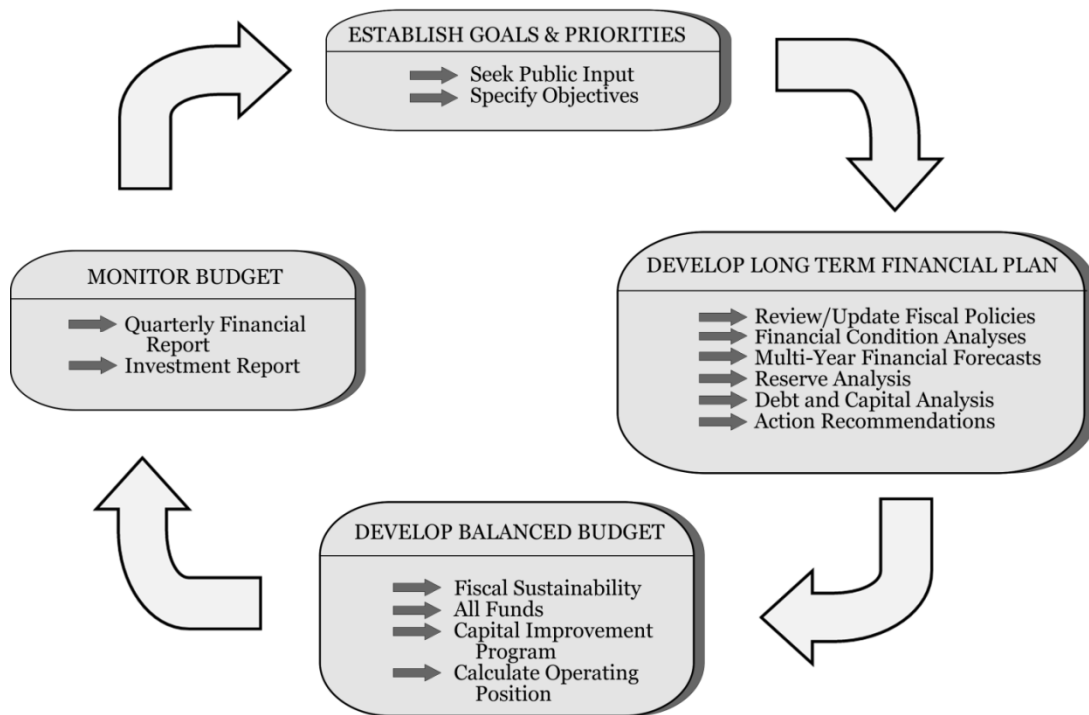 ESTABLISH GOALS & PRIORITIES
Seek Public Input
Specify Objectives
DEVELOP LONG TERM FINANCIAL PLAN
Review/Update Fiscal Policies
Financial Condition Analyses
Multi-Year Financial Forecasts
Reserve Analysis
Debt and Capital Analysis
Action Recommendations
DEVELOP BALANCED BUDGET
Fiscal Sustainability
All Funds
Capital Improvement
Program
Calculate Operating
Position
MONITOR BUDGET
Quarterly Financial
Report
Investment Report